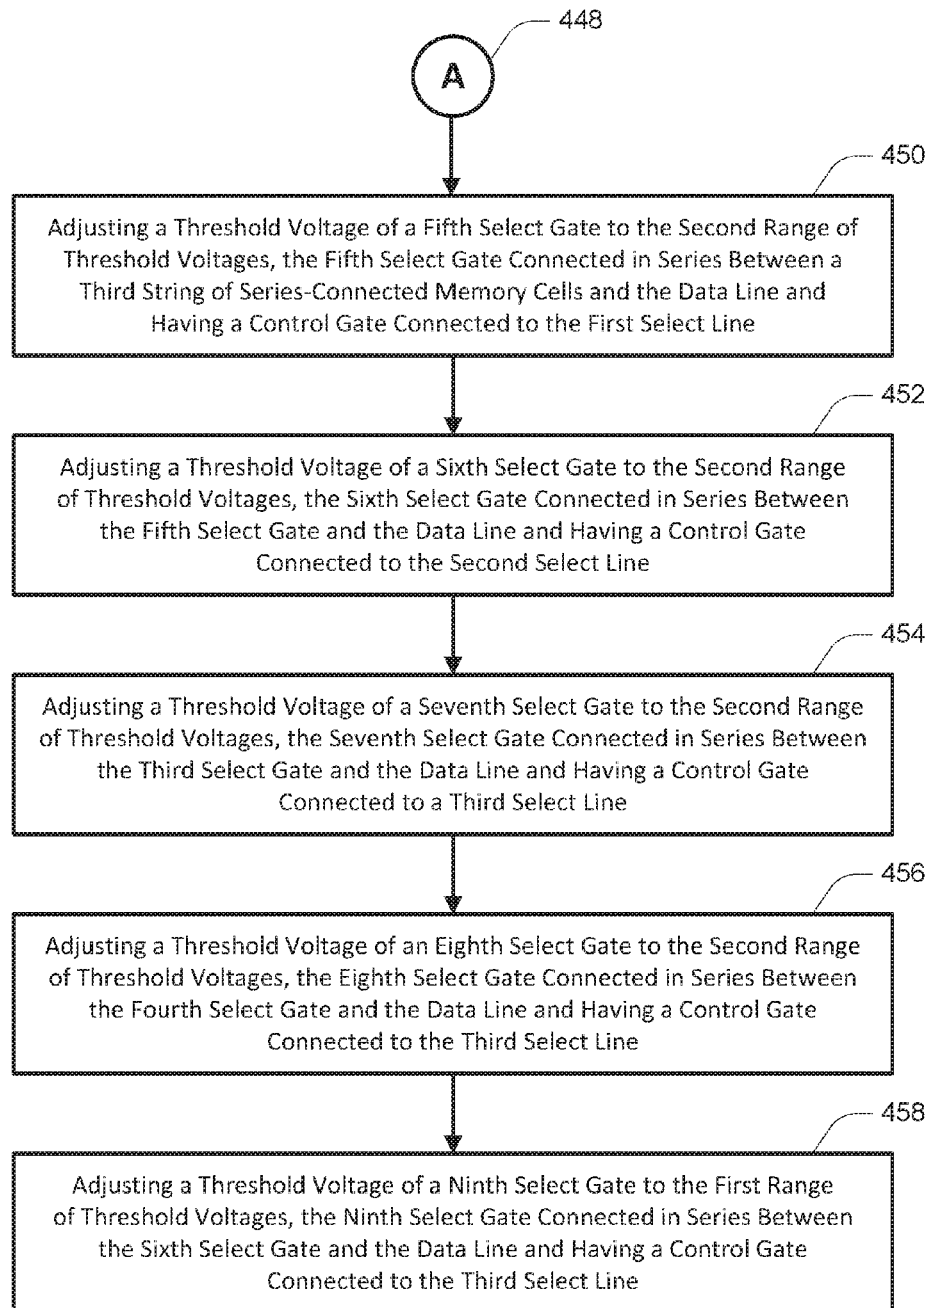 448
A
450
Adjusting a Threshold Voltage of a Fifth Select Gate to the Second Range of
Threshold Voltages, the Fifth Select Gate Connected in Series Between a
Third String of Series-Connected Memory Cells and the Data Line and
Having a Control Gate Connected to the First Select Line
452
Adjusting a Threshold Voltage of a Sixth Select Gate to the Second Range
of Threshold Voltages, the Sixth Select Gate Connected in Series Between
the Fifth Select Gate and the Data Line and Having a Control Gate
Connected to the Second Select Line
454
Adjusting a Threshold Voltage of a Seventh Select Gate to the Second Range
of Threshold Voltages, the Seventh Select Gate Connected in Series Between
the Third Select Gate and the Data Line and Having a Control Gate
Connected to a Third Select Line
456
Adjusting a Threshold Voltage of an Eighth Select Gate to the Second Range
of Threshold Voltages, the Eighth Select Gate Connected in Series Between
the Fourth Select Gate and the Data Line and Having a Control Gate
Connected to the Third Select Line
458
Adjusting a Threshold Voltage of a Ninth Select Gate to the First Range
of Threshold Voltages, the Ninth Select Gate Connected in Series Between
the Sixth Select Gate and the Data Line and Having a Control Gate
Connected to the Third Select Line